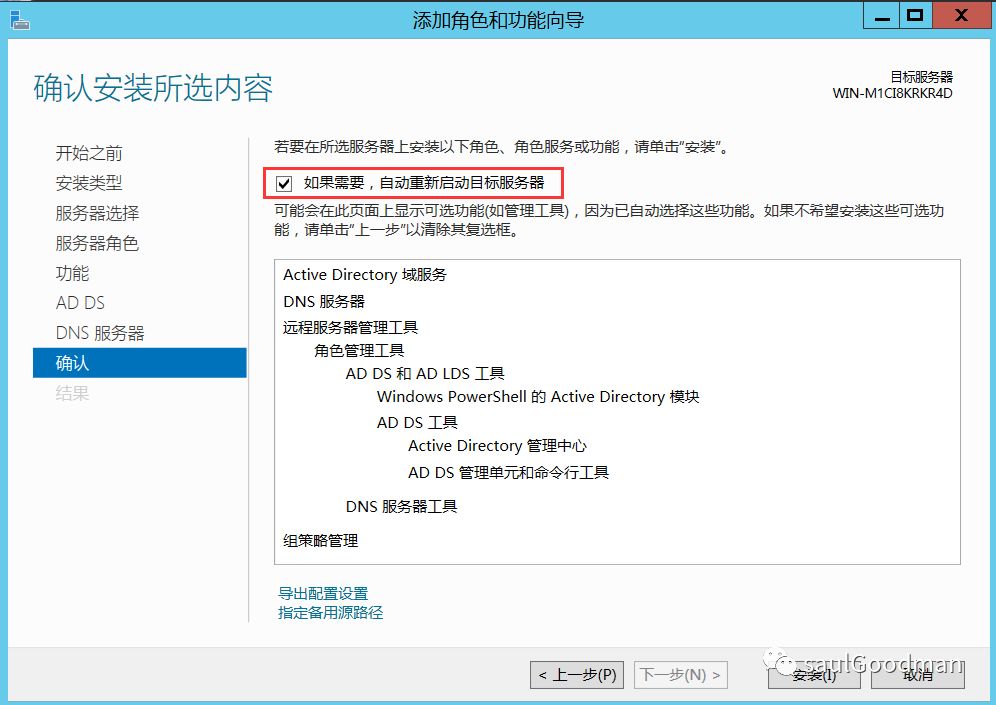 添加角色和功能向导
确认安装所选内容
目标服务器
WIN-M1CI8KRKR4D
开始之前
安装类型
服务器选择
服务器角色
功能
AD DS
DNS 服务器
确认
结果
若要在所选服务器上安装以下角色、角色服务或功能，请单击"安装"。
如果需要，自动重新启动目标服务器
可能会在此页面上显示可选功能(如管理工具)，因为已自动选择这些功能。如果不希望安装这些可选功
能，请单击"上一步"以清除其复选框。
Active Directory 域服务
DNS 服务器
远程服务器管理工具
角色管理工具
AD DS 和 AD LDS 工具
Windows PowerShell 的 Active Directory 模块
AD DS 工具
Active Directory 管理中心
AD DS 管理单元和命令行工具
DNS 服务器工具
组策略管理
导出配置设置
指定备用源路径
< 上一步(P)
下一步(N) >
安装(I)
取消
saulGoodman